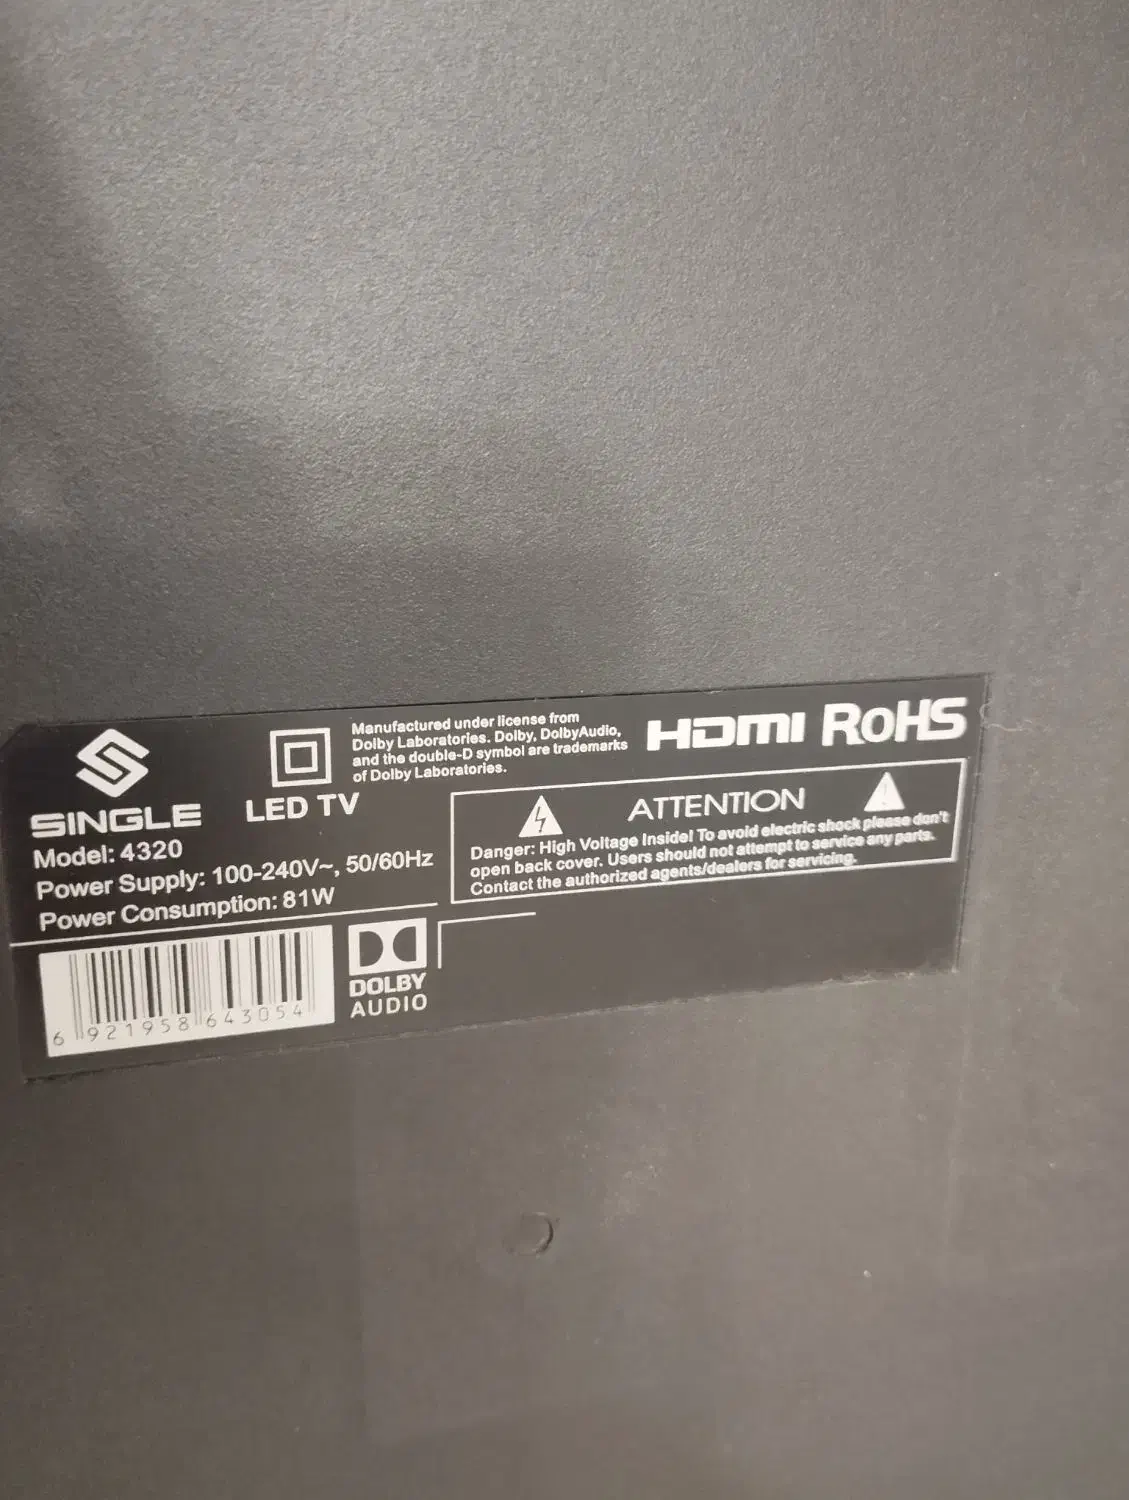 SINGLE
Model: 4320
Power Supply: 100-240V~, 50/60Hz
Power Consumption: 81W
LED TV
Manufactured under license from
Dolby Laboratories. Dolby, DolbyAudio,
and the double-D symbol are trademarks
of Dolby Laboratories.
HDMI RoHS
ATTENTION
Danger: High Voltage Inside! To avoid electric shock please don't
open back cover. Users should not attempt to service any parts.
Contact the authorized agents/dealers for servicing.
6 921958 643054
DOLBY
AUDIO